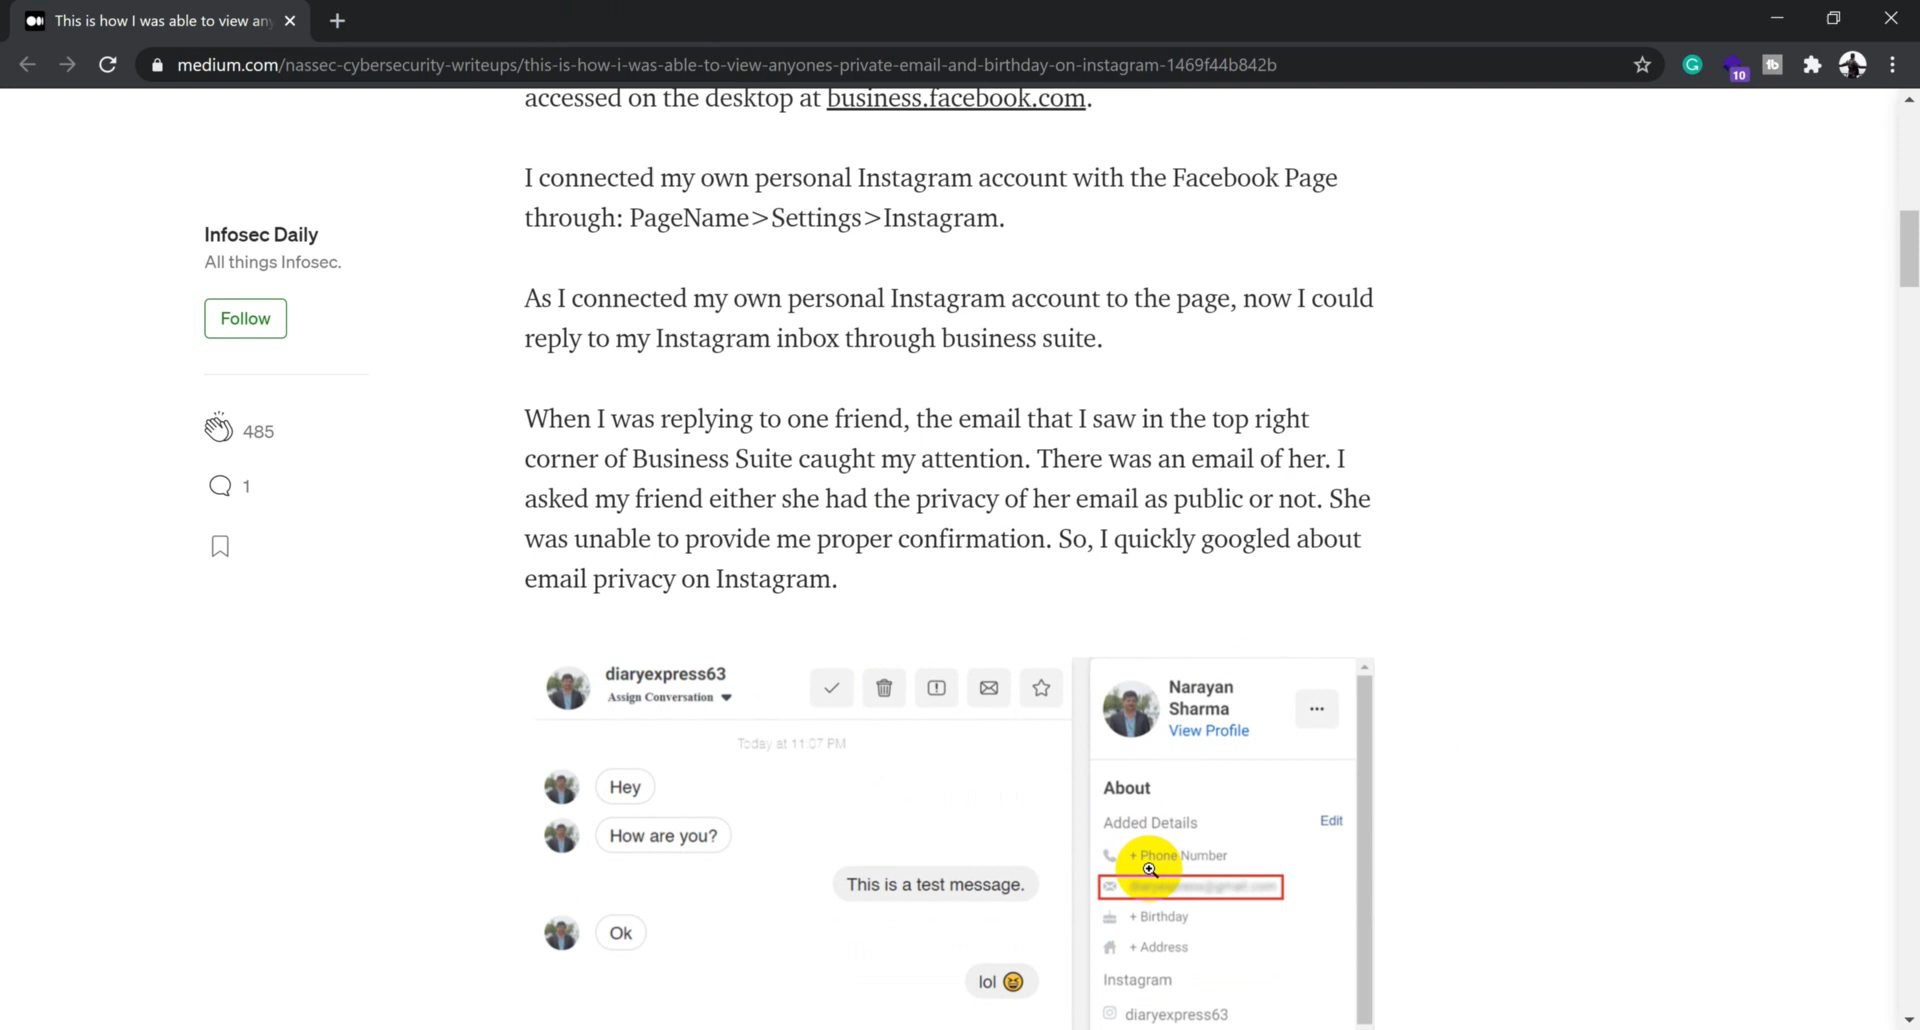 This is how I was able to view any
medium.com/nassec-cybersecurity-writeups/this-is-how-i-was-able-to-view-anyones-private-email-and-birthday-on-instagram-1469f44b842b
10
accessed on the desktop at business.facebook.com.
I connected my own personal Instagram account with the Facebook Page
through: PageName>Settings>Instagram.
Infosec Daily
All things Infosec.
Follow
As I connected my own personal Instagram account to the page, now I could
reply to my Instagram inbox through business suite.
485
1
When I was replying to one friend, the email that I saw in the top right
corner of Business Suite caught my attention. There was an email of her. I
asked my friend either she had the privacy of her email as public or not. She
was unable to provide me proper confirmation. So, I quickly googled about
email privacy on Instagram.
diaryexpress63
Assign Conversation
Today at 11:07 PM
Hey
How are you?
This is a test message.
Ok
lol 😆
Narayan
Sharma
View Profile
...
About
Added Details
Edit
+ Phone Number
+ Birthday
+ Address
Instagram
diaryexpress63